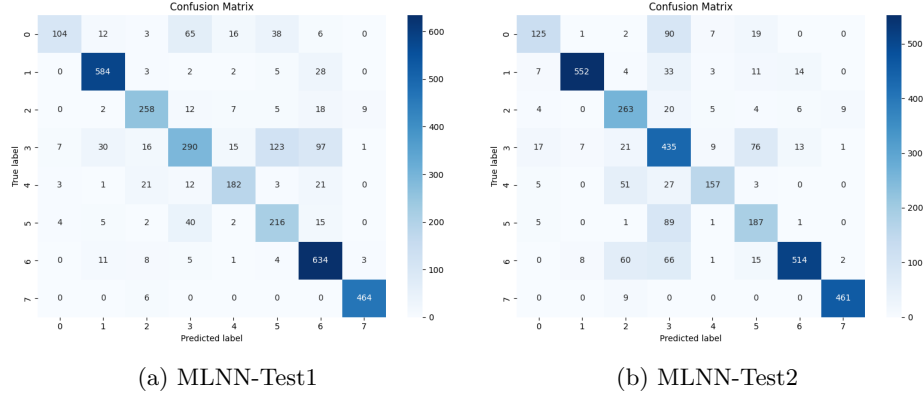 Confusion Matrix
0 104 12 3 65 16 38 6 0
1 0 584 3 2 2 5 28 0
2 0 2 258 12 7 5 18 9
3 7 30 16 290 15 123 97 1
4 3 1 21 12 182 3 21 0
5 4 5 2 40 2 216 15 0
6 0 11 8 5 1 4 634 3
7 0 0 6 0 0 0 0 464
0 1 2 3 4 5 6 7
True label
Predicted label
600
500
400
300
200
100
0
(a) MLNN-Test1
Confusion Matrix
0 125 1 2 90 7 19 0 0
1 7 552 4 33 3 11 14 0
2 4 0 263 20 5 4 6 9
3 17 7 21 435 9 76 13 1
4 5 0 51 27 157 3 0 0
5 5 0 1 89 1 187 1 0
6 0 8 60 66 1 15 514 2
7 0 0 9 0 0 0 0 461
0 1 2 3 4 5 6 7
True label
Predicted label
500
400
300
200
100
0
(b) MLNN-Test2